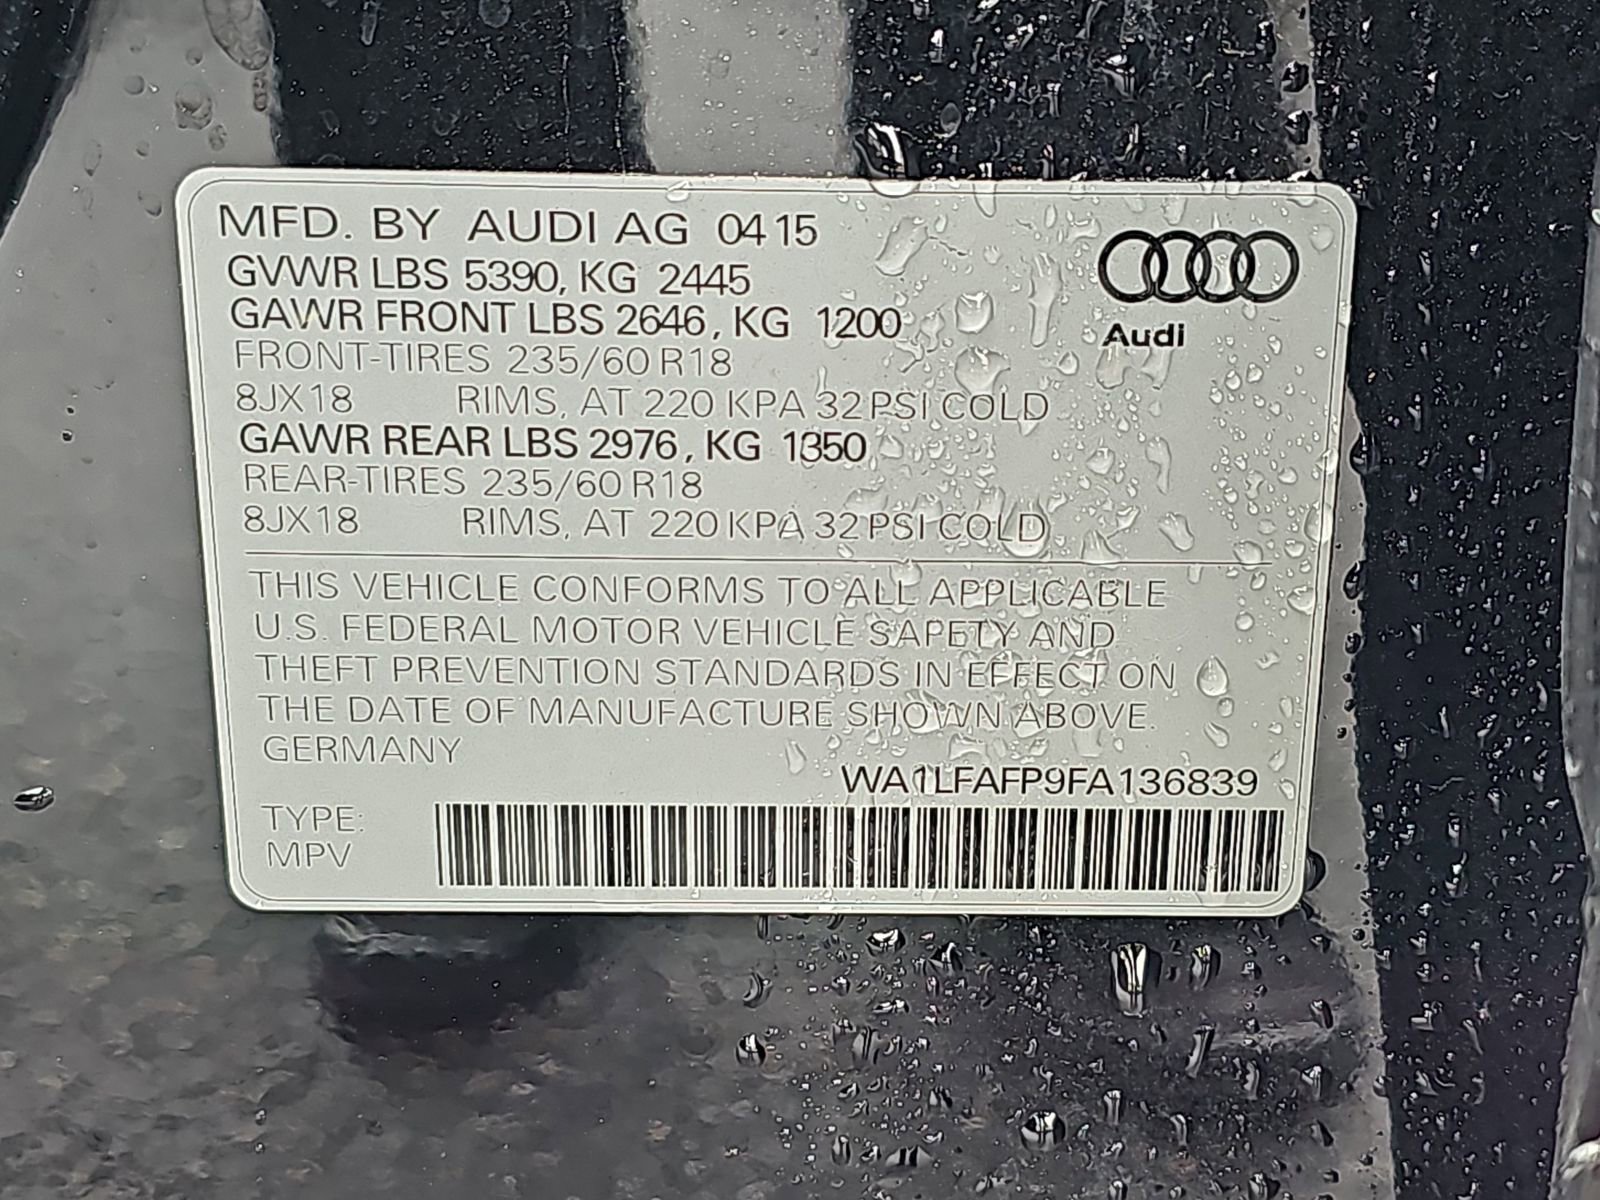 MFD. BY AUDI AG 04 15
GVWR LBS 5390, KG 2445
GAWR FRONT LBS 2646, KG 1200
FRONT-TIRES 235/60 R18
8JX18 RIMS, AT 220 KPA 32 PSI COLD
GAWR REAR LBS 2976, KG 1350
REAR-TIRES 235/60 R18
8JX18 RIMS, AT 220 KPA 32 PSI COLD
Audi
THIS VEHICLE CONFORMS TO ALL APPLICABLE
U.S. FEDERAL MOTOR VEHICLE SAFETY AND
THEFT PREVENTION STANDARDS IN EFFECT ON
THE DATE OF MANUFACTURE SHOWN ABOVE.
GERMANY
WA1LFAFP9FA136839
TYPE:
MPV